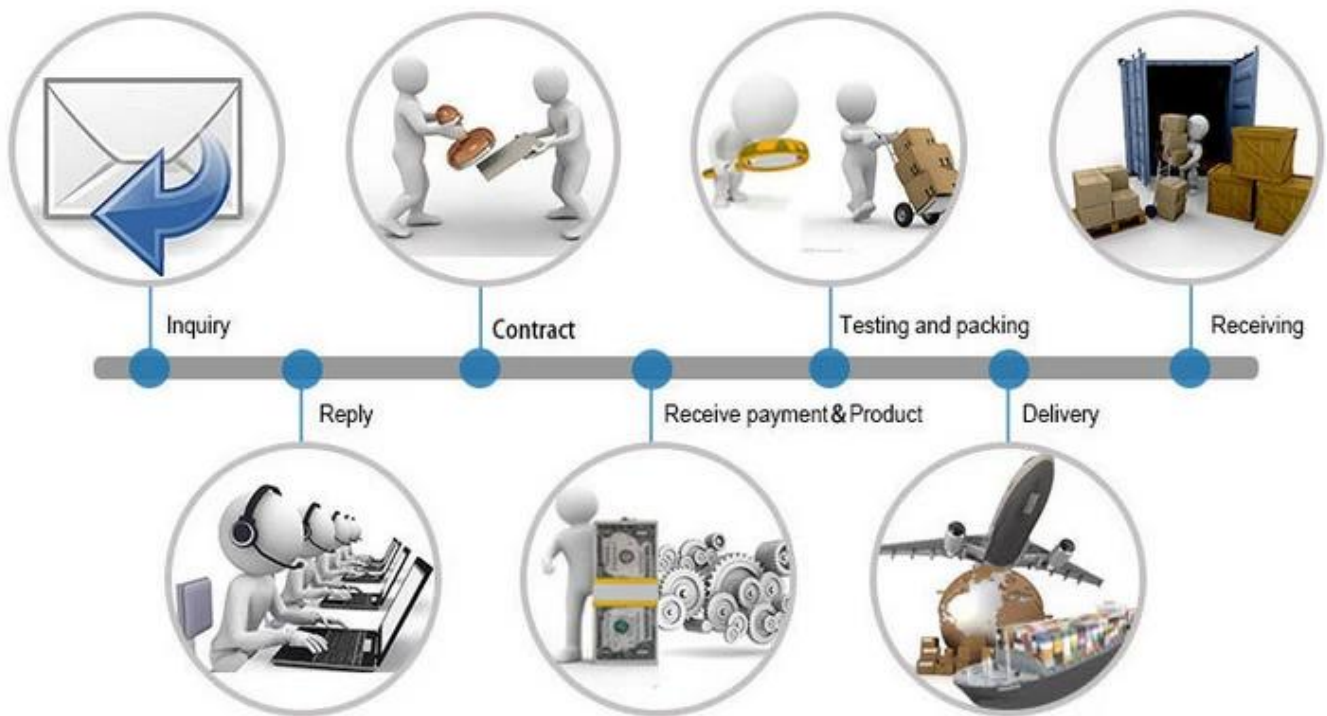 Inquiry
Contract
Testing and packing
Receiving
Reply
Receive payment & Product
Delivery